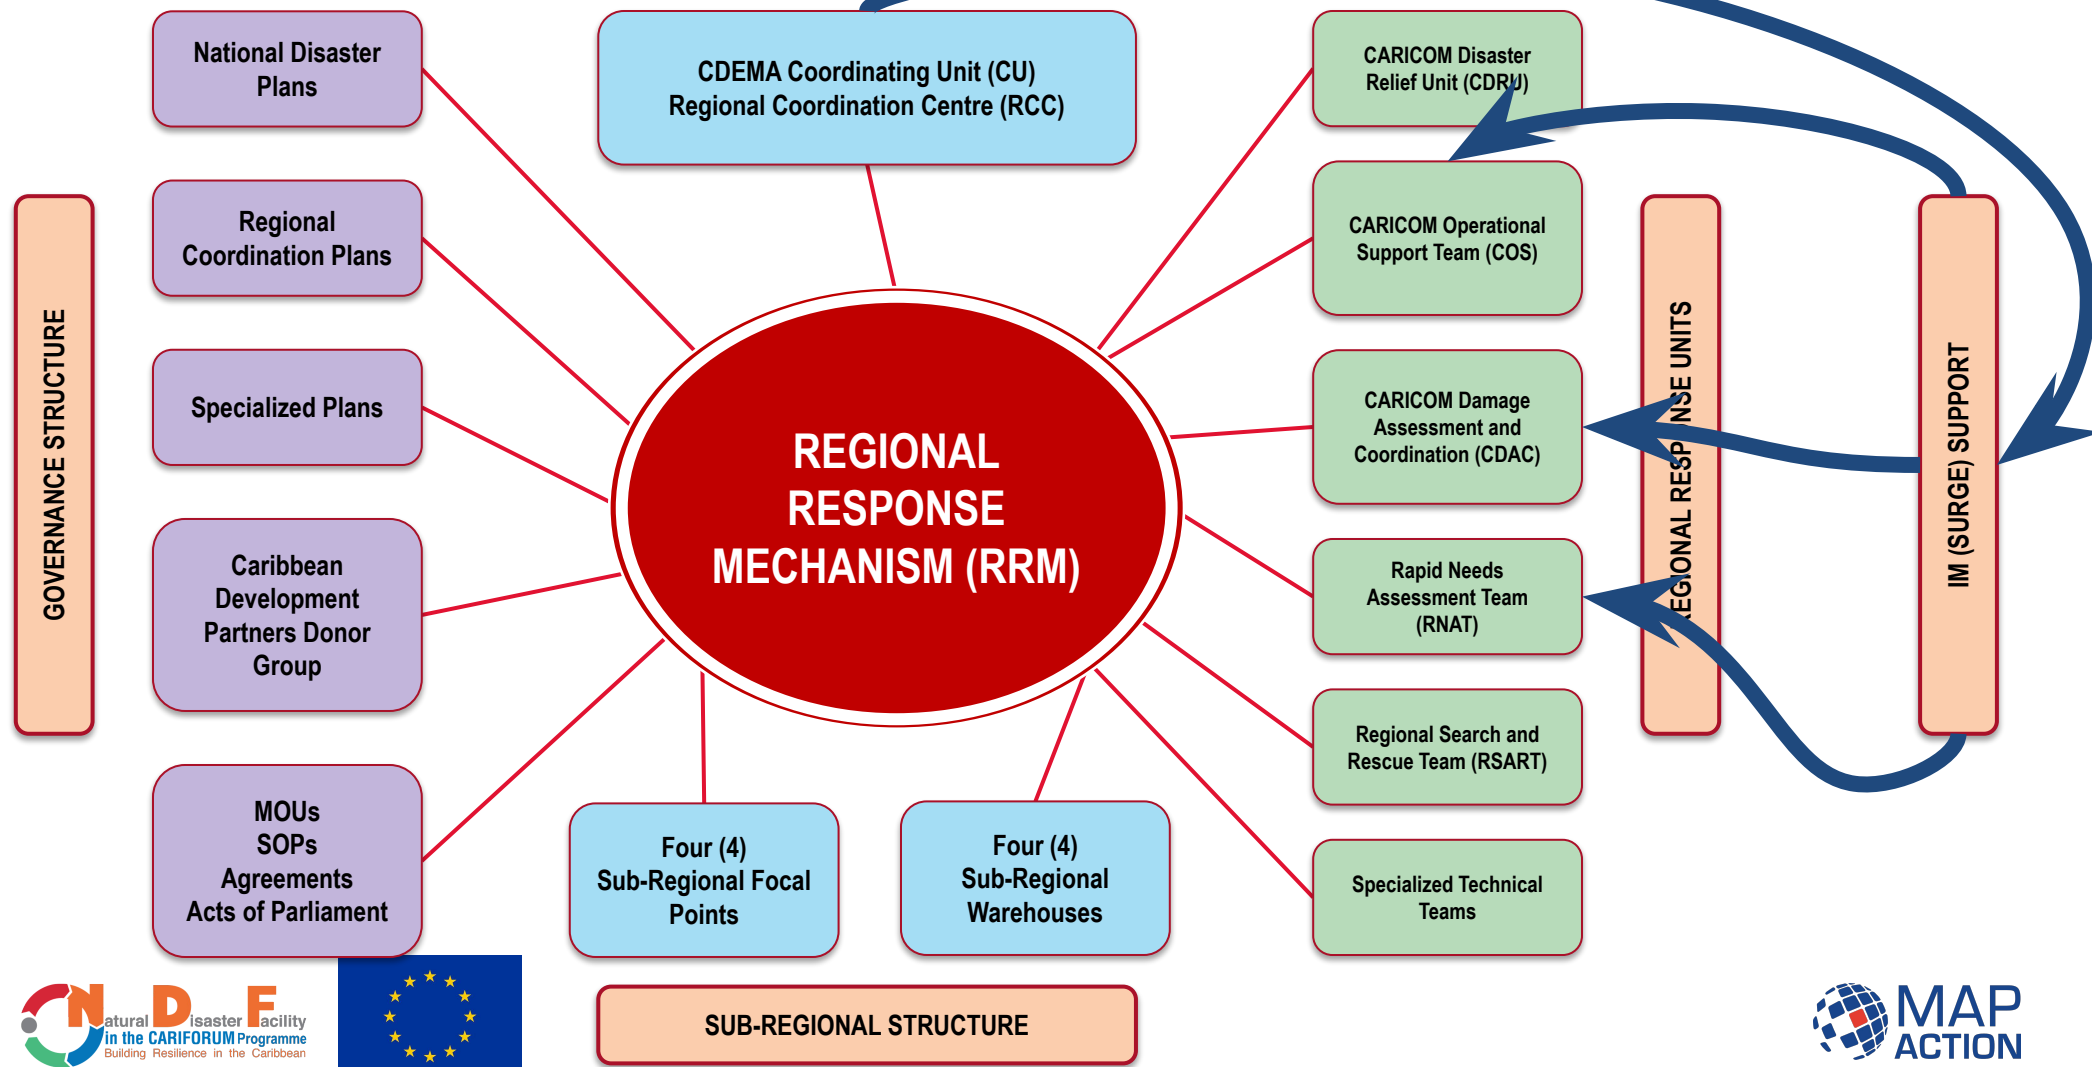 National Disaster
Plans
Regional
Coordination Plans
Specialized Plans
Caribbean
Development
Partners Donor
Group
MOUs
SOPs
Agreements
Acts of Parliament
GOVERNANCE STRUCTURE
CDEMA Coordinating Unit (CU)
Regional Coordination Centre (RCC)
REGIONAL
RESPONSE
MECHANISM (RRM)
Four (4)
Sub-Regional Focal
Points
Four (4)
Sub-Regional
Warehouses
SUB-REGIONAL STRUCTURE
CARICOM Disaster
Relief Unit (CDRU)
CARICOM Operational
Support Team (COS)
CARICOM Damage
Assessment and
Coordination (CDAC)
Rapid Needs
Assessment Team
(RNAT)
Regional Search and
Rescue Team (RSART)
Specialized Technical
Teams
REGIONAL RESPONSE UNITS
IM (SURGE) SUPPORT
Natural Disaster Facility
in the CARIFORUM Programme
Building Resilience in the Caribbean
MAP
ACTION